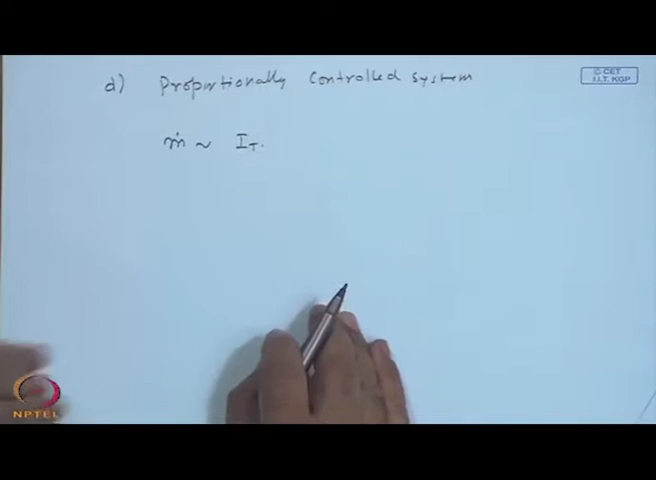 d) Proportionally Controlled System
© CET
I.I.T. KGP
ṁ ~ I_T.
NPTEL